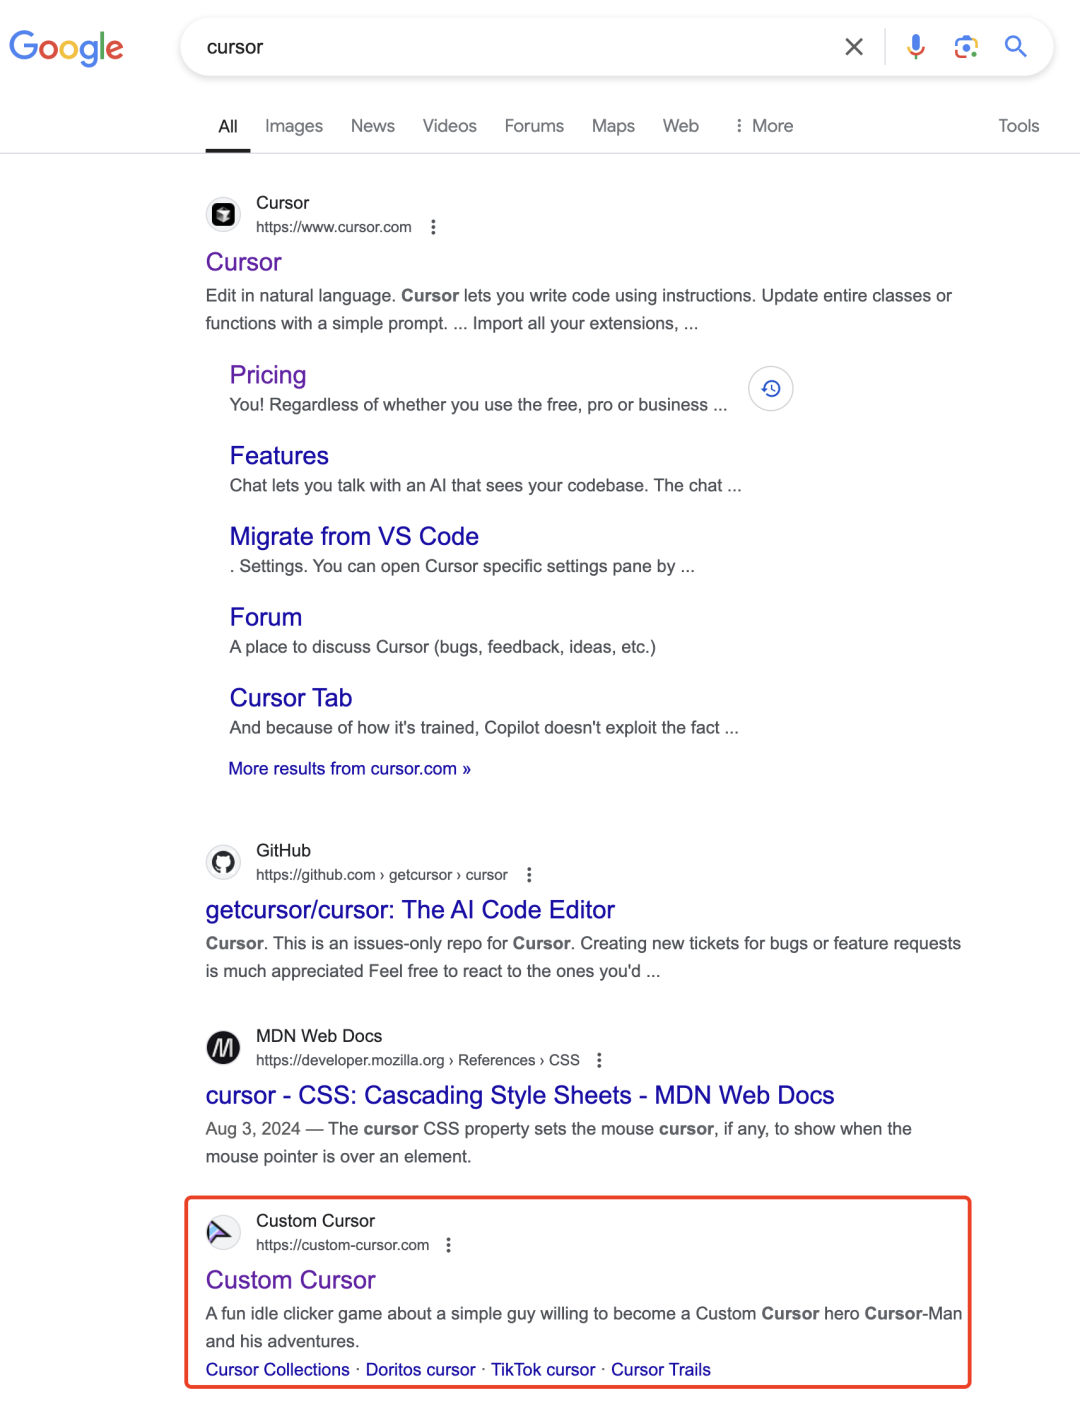 Google
cursor
All Images News Videos Forums Maps Web More Tools
Cursor
https://www.cursor.com
Cursor
Edit in natural language. Cursor lets you write code using instructions. Update entire classes or
functions with a simple prompt. ... Import all your extensions, ...
Pricing
You! Regardless of whether you use the free, pro or business ...
Features
Chat lets you talk with an AI that sees your codebase. The chat ...
Migrate from VS Code
. Settings. You can open Cursor specific settings pane by ...
Forum
A place to discuss Cursor (bugs, feedback, ideas, etc.)
Cursor Tab
And because of how it's trained, Copilot doesn't exploit the fact ...
More results from cursor.com »
GitHub
https://github.com › getcursor › cursor
getcursor/cursor: The AI Code Editor
Cursor. This is an issues-only repo for Cursor. Creating new tickets for bugs or feature requests
is much appreciated Feel free to react to the ones you'd ...
MDN Web Docs
https://developer.mozilla.org › References › CSS
cursor - CSS: Cascading Style Sheets - MDN Web Docs
Aug 3, 2024 — The cursor CSS property sets the mouse cursor, if any, to show when the
mouse pointer is over an element.
Custom Cursor
https://custom-cursor.com
Custom Cursor
A fun idle clicker game about a simple guy willing to become a Custom Cursor hero Cursor-Man
and his adventures.
Cursor Collections · Doritos cursor · TikTok cursor · Cursor Trails